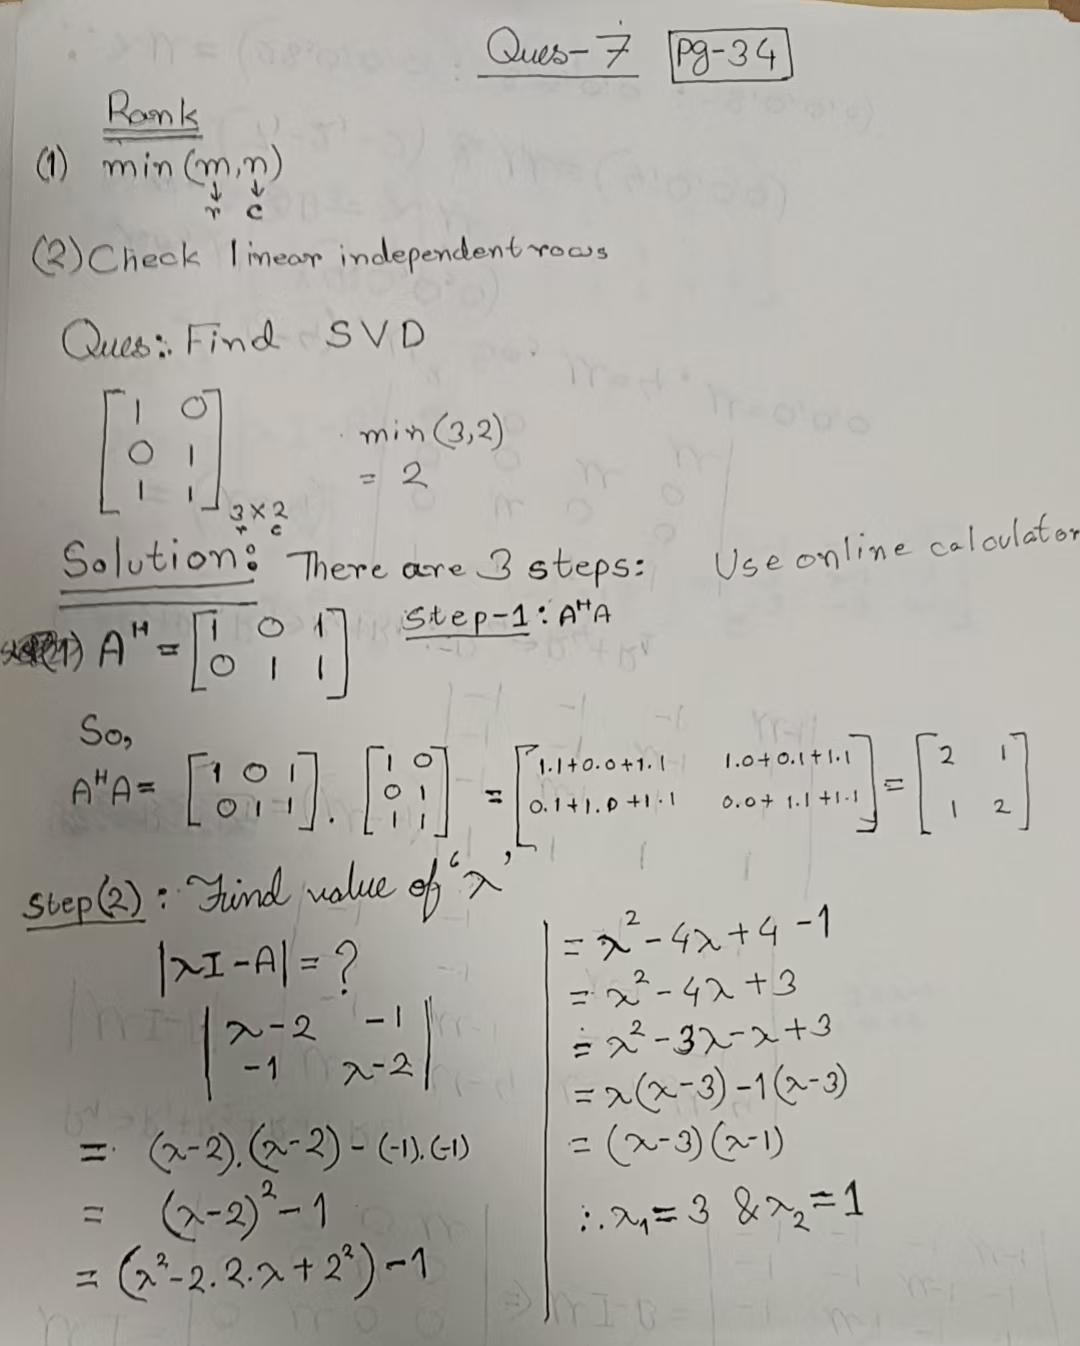 Ques-7 pg-34
Rank
(1) min (m,n)
↓ ↓
r c
(2) Check linear independent rows
Ques:. Find SVD
[1 0
0 1
1 1] 3×2
r c
min (3,2)
= 2
Solution: There are 3 steps: Use online calculator
(1) A^H = [1 0 1
0 1 1]
Step-1: A^HA
So,
A^HA = [1 0 1
0 1 1] . [1 0
0 1
1 1] = [1.1+0.0+1.1 1.0+0.1+1.1
0.1+1.0+1.1 0.0+1.1+1.1] = [2 1
1 2]
Step(2): Find value of ‘λ’
|λI-A| = ?
|λ-2 -1
-1 λ-2|
= (λ-2).(λ-2) - (-1).(-1)
= (λ-2)² - 1
= (λ²-2.2.λ+2²) - 1
= λ² - 4λ + 4 - 1
= λ² - 4λ + 3
= λ² - 3λ - λ + 3
= λ(λ-3) - 1(λ-3)
= (λ-3)(λ-1)
∴ λ₁ = 3 & λ₂ = 1